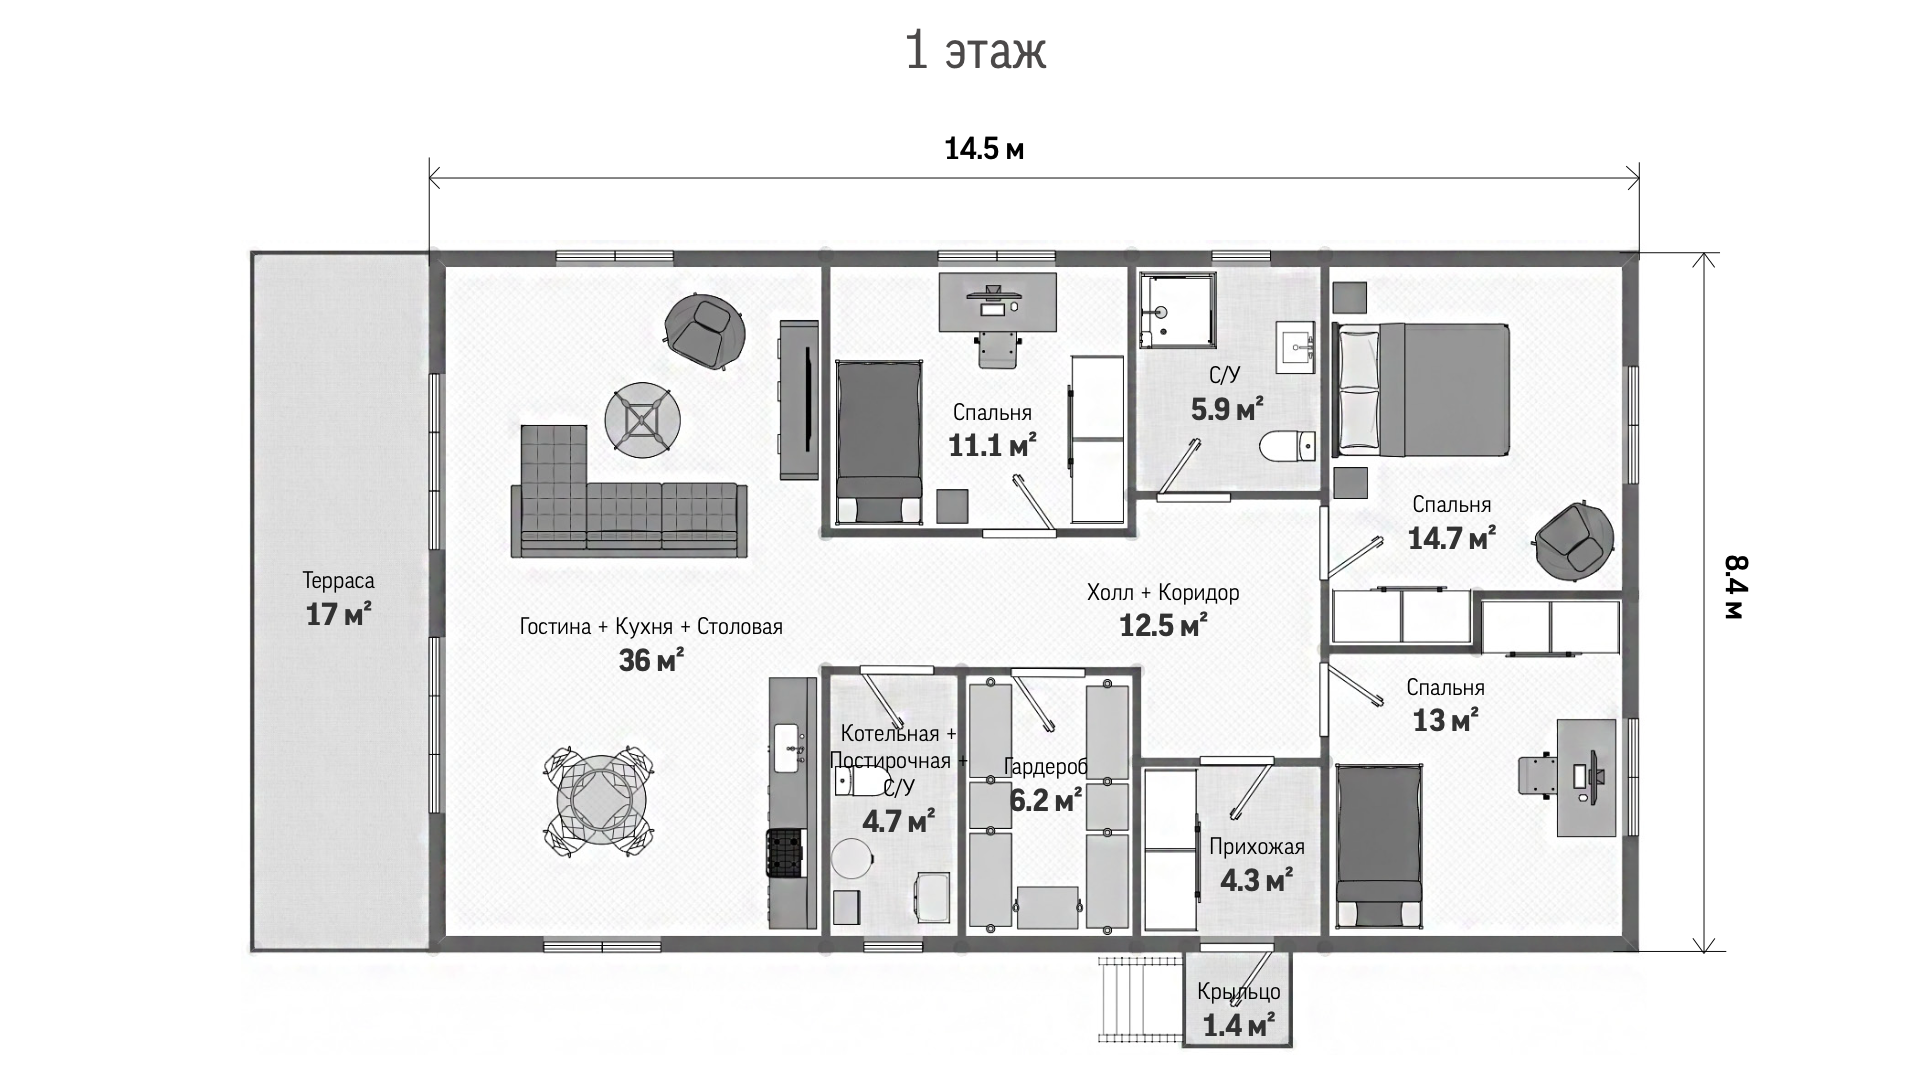 1 этаж
14.5 м
Спальня
11.1 м²
С/У
5.9 м²
Спальня
14.7 м²
8.4 м
Терраса
17 м²
Гостина + Кухня + Столовая
36 м²
Холл + Коридор
12.5 м²
Спальня
13 м²
Котельная +
Постирочная +
С/У
4.7 м²
Гардероб
6.2 м²
Прихожая
4.3 м²
Крыльцо
1.4 м²